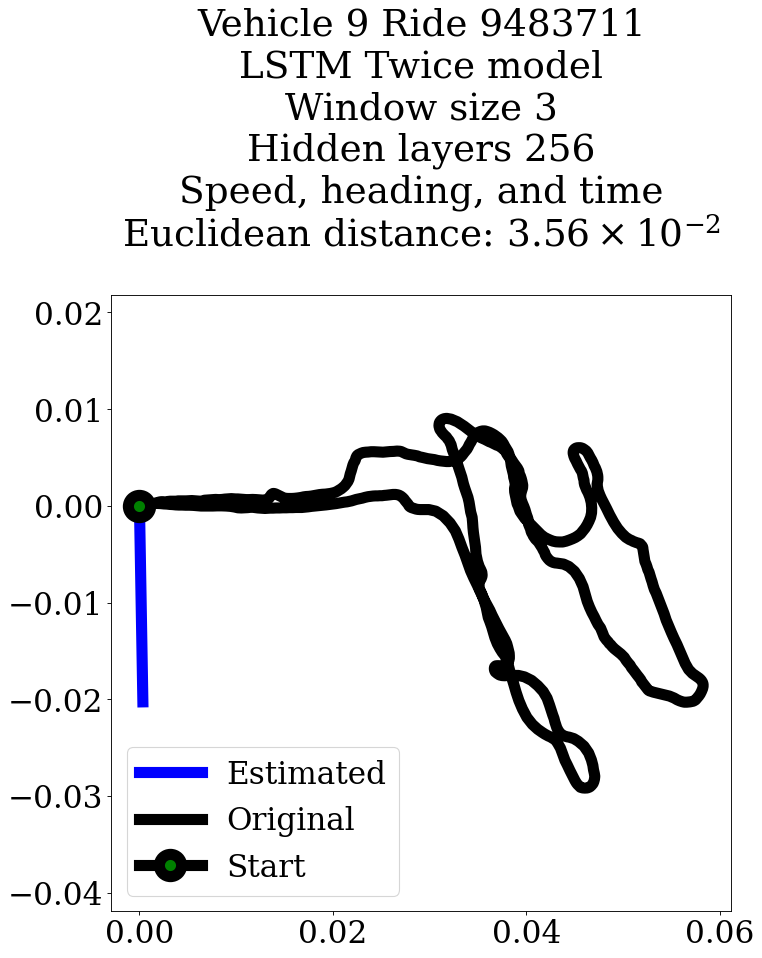 Vehicle 9 Ride 9483711
LSTM Twice model
Window size 3
Hidden layers 256
Speed, heading, and time
Euclidean distance: 3.56 × 10⁻²
0.02
0.01
0.00
−0.01
−0.02
−0.03
−0.04
Estimated
Original
Start
0.00 0.02 0.04 0.06